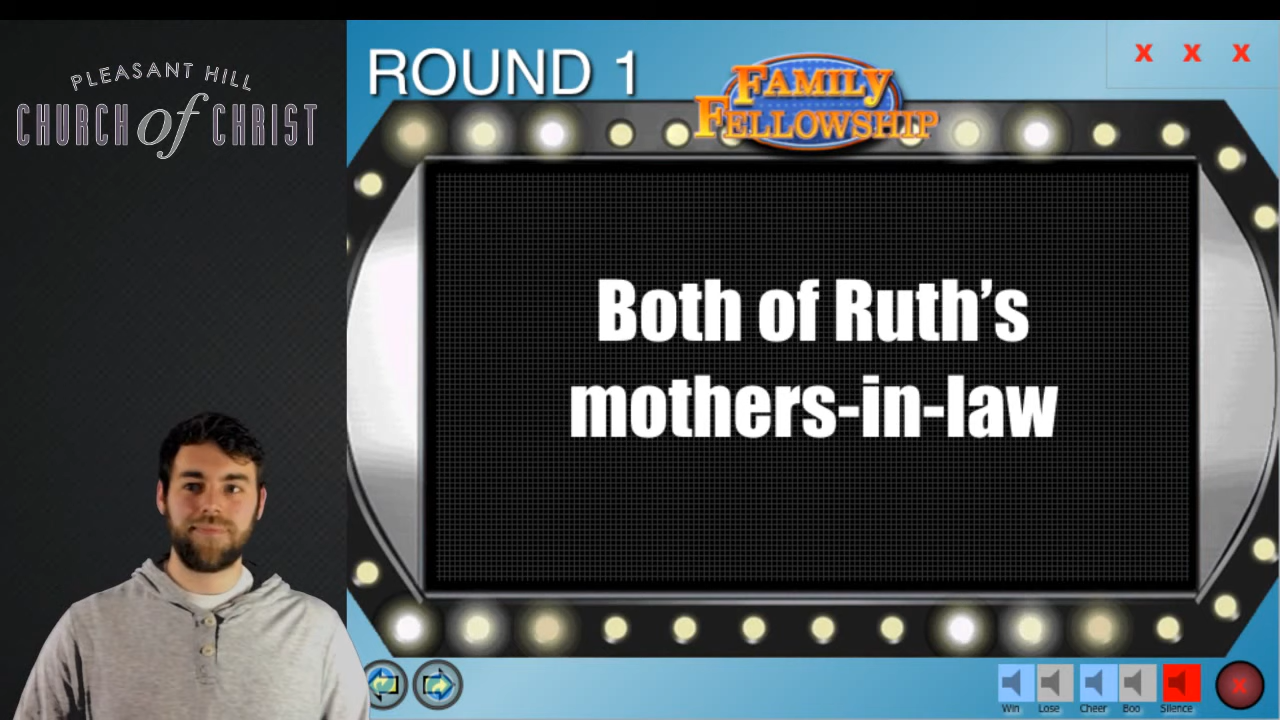 PLEASANT HILL
CHURCH of CHRIST
ROUND 1
FAMILY
FELLOWSHIP
X X X
Both of Ruth’s
mothers-in-law
Win Lose Cheer Boo Silence
X